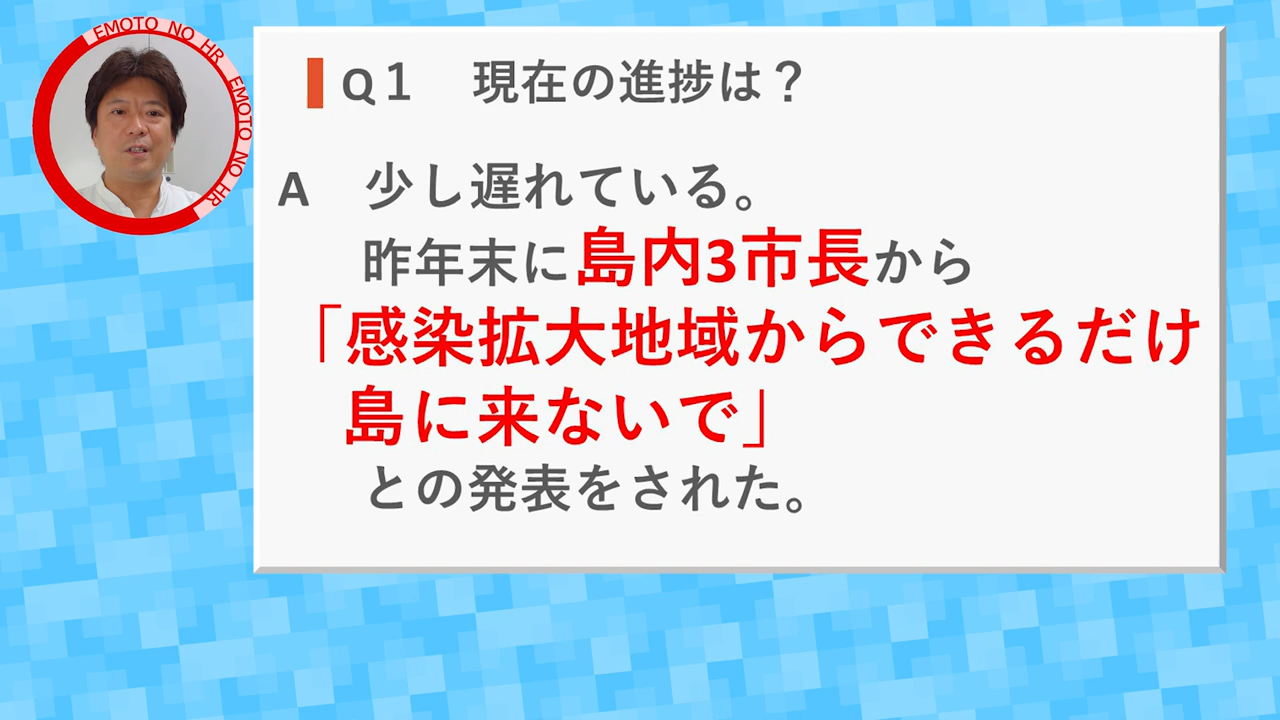 EMOTO NO HR EMOTO NO HR
Q１　現在の進捗は？
A　少し遅れている。
昨年末に島内3市長から
「感染拡大地域からできるだけ
島に来ないで」
との発表をされた。